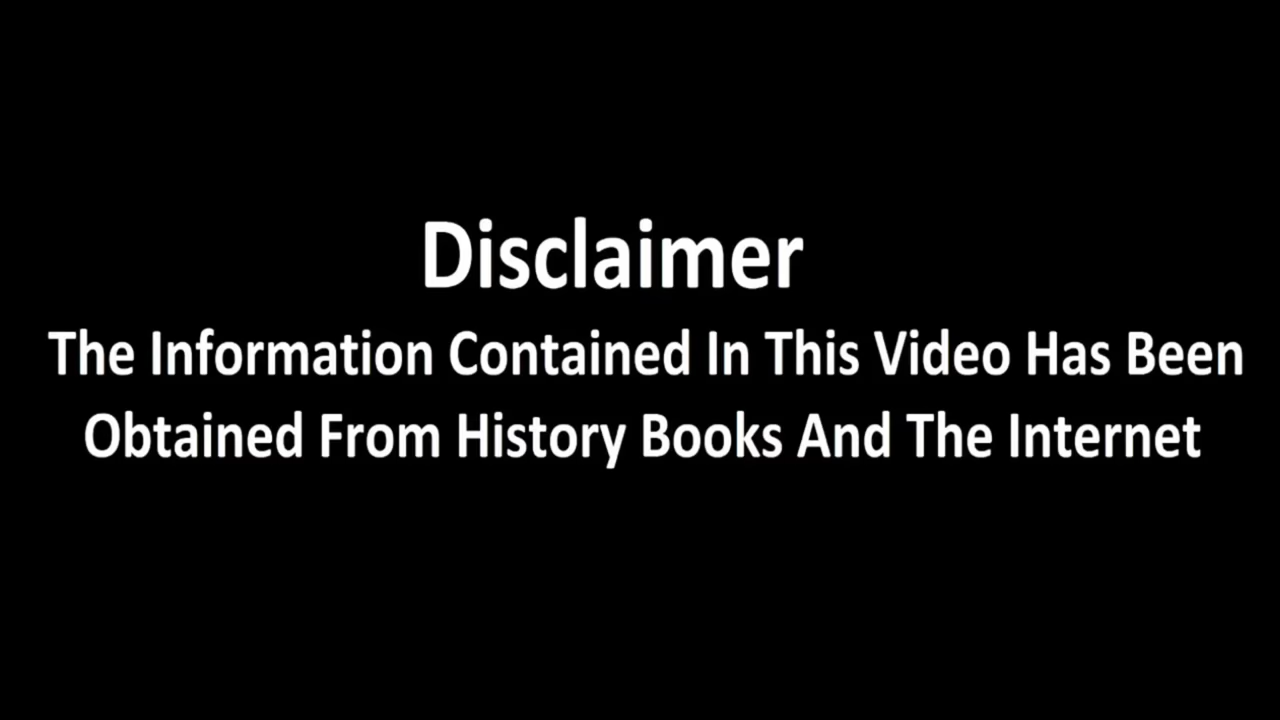 Disclaimer
The Information Contained In This Video Has Been
Obtained From History Books And The Internet